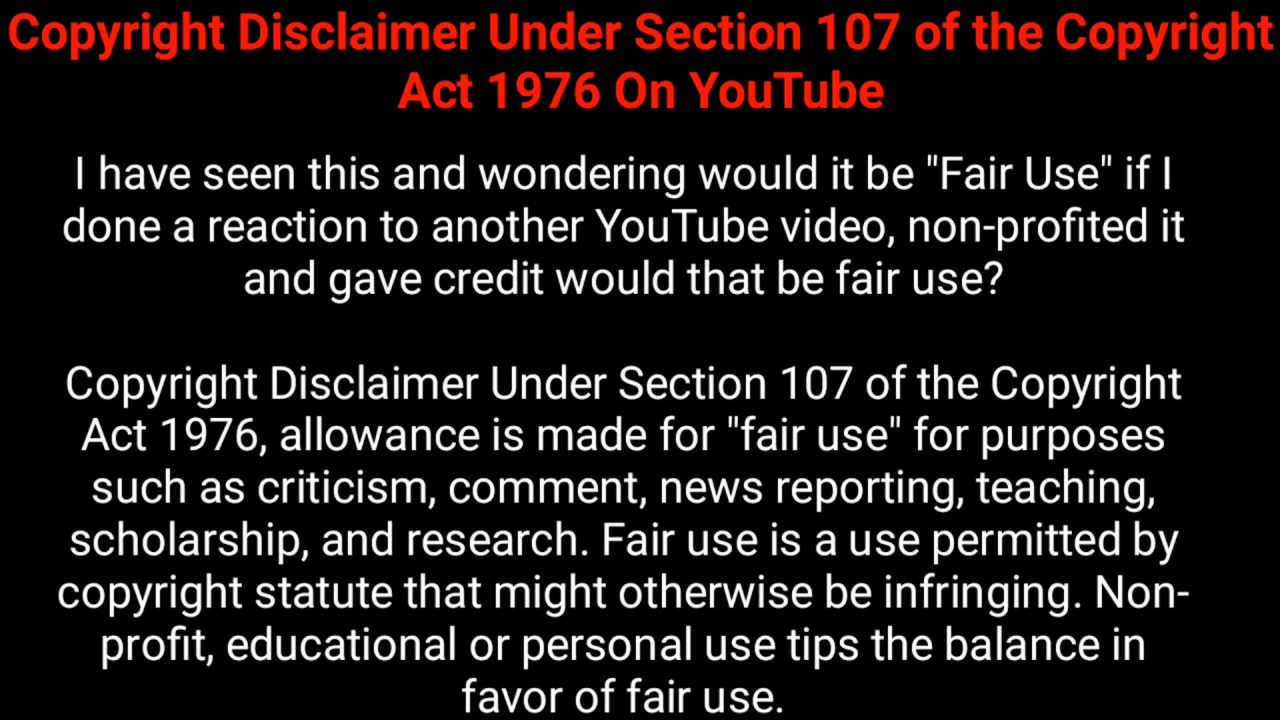 Copyright Disclaimer Under Section 107 of the Copyright
Act 1976 On YouTube
I have seen this and wondering would it be "Fair Use" if I
done a reaction to another YouTube video, non-profited it
and gave credit would that be fair use?
Copyright Disclaimer Under Section 107 of the Copyright
Act 1976, allowance is made for "fair use" for purposes
such as criticism, comment, news reporting, teaching,
scholarship, and research. Fair use is a use permitted by
copyright statute that might otherwise be infringing. Non-
profit, educational or personal use tips the balance in
favor of fair use.